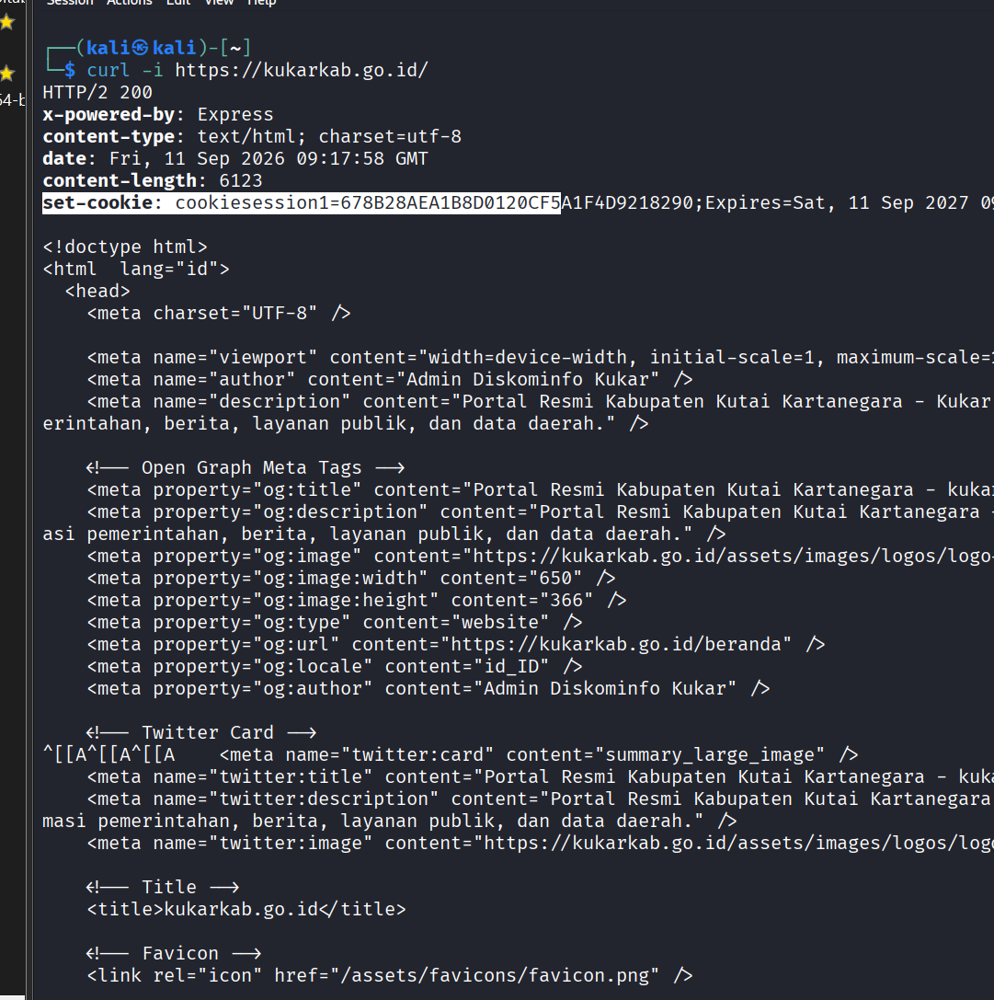 Session Actions Edit View Help
┌──(kali㉿kali)-[~]
└─$ curl -i https://kukarkab.go.id/
HTTP/2 200
x-powered-by: Express
content-type: text/html; charset=utf-8
date: Fri, 11 Sep 2026 09:17:58 GMT
content-length: 6123
set-cookie: cookiesession1=678B28AEA1B8D0120CF5A1F4D9218290;Expires=Sat, 11 Sep 2027
<!doctype html>
<html  lang="id">
  <head>
    <meta charset="UTF-8" />
    <meta name="viewport" content="width=device-width, initial-scale=1, maximum-scale=
    <meta name="author" content="Admin Diskominfo Kukar" />
    <meta name="description" content="Portal Resmi Kabupaten Kutai Kartanegara - Kukar
erintahan, berita, layanan publik, dan data daerah." />
    <!-- Open Graph Meta Tags -->
    <meta property="og:title" content="Portal Resmi Kabupaten Kutai Kartanegara - kukar
    <meta property="og:description" content="Portal Resmi Kabupaten Kutai Kartanegara -
asi pemerintahan, berita, layanan publik, dan data daerah." />
    <meta property="og:image" content="https://kukarkab.go.id/assets/images/logos/logo-
    <meta property="og:image:width" content="650" />
    <meta property="og:image:height" content="366" />
    <meta property="og:type" content="website" />
    <meta property="og:url" content="https://kukarkab.go.id/beranda" />
    <meta property="og:locale" content="id_ID" />
    <meta property="og:author" content="Admin Diskominfo Kukar" />
    <!-- Twitter Card -->
^[[A^[[A^[[A    <meta name="twitter:card" content="summary_large_image" />
    <meta name="twitter:title" content="Portal Resmi Kabupaten Kutai Kartanegara - kuka
    <meta name="twitter:description" content="Portal Resmi Kabupaten Kutai Kartanegara
masi pemerintahan, berita, layanan publik, dan data daerah." />
    <meta name="twitter:image" content="https://kukarkab.go.id/assets/images/logos/logo
    <!-- Title -->
    <title>kukarkab.go.id</title>
    <!-- Favicon -->
    <link rel="icon" href="/assets/favicons/favicon.png" />